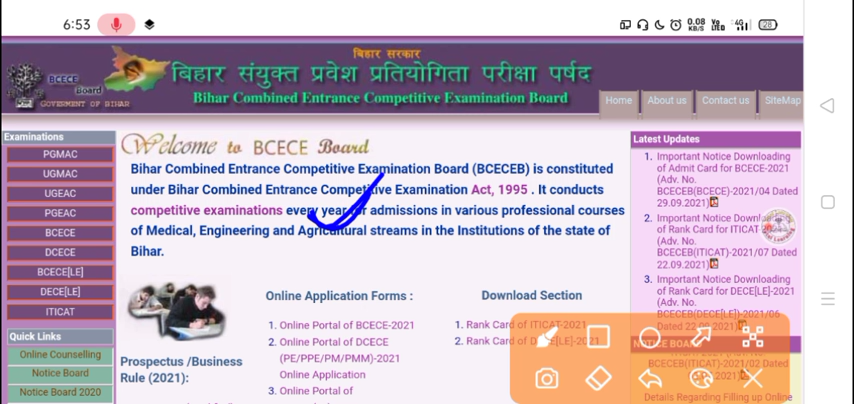 6:53
0.08 KB/S
Vo LTED
4G
28
BCECE
Board
GOVERMENT OF BIHAR
बिहार सरकार
बिहार संयुक्त प्रवेश प्रतियोगिता परीक्षा पर्षद
Bihar Combined Entrance Competitive Examination Board
Home
About us
Contact us
SiteMap
Examinations
PGMAC
UGMAC
UGEAC
PGEAC
BCECE
DCECE
BCECE[LE]
DECE[LE]
ITICAT
Quick Links
Online Counselling
Notice Board
Notice Board 2020
Welcome to BCECE Board
Bihar Combined Entrance Competitive Examination Board (BCECEB) is constituted
under Bihar Combined Entrance Competitive Examination Act, 1995 . It conducts
competitive examinations every year for admissions in various professional courses
of Medical, Engineering and Agricultural streams in the Institutions of the state of
Bihar.
Prospectus /Business
Rule (2021):
Online Application Forms :
1. Online Portal of BCECE-2021
2. Online Portal of DCECE
(PE/PPE/PM/PMM)-2021
Online Application
3. Online Portal of
Download Section
1. Rank Card of ITICAT-2021
2. Rank Card of DECE[LE]-2021
Latest Updates
1. Important Notice Downloading
of Admit Card for BCECE-2021
(Adv. No.
BCECEB(BCECE)-2021/04 Dated
29.09.2021)
2. Important Notice Downl
of Rank Card for ITICAT-
(Adv. No.
BCECEB(ITICAT)-2021/07 Dated
22.09.2021)
3. Important Notice Downloading
of Rank Card for DECE[LE]-2021
(Adv. No.
BCECEB(DECE[LE])-2021/06
Dated 22.09.2021)
NOTICE BOARD
BCECEB(ITICAT)-2021/02 Dated
.2021)
Details Regarding Filling up Online